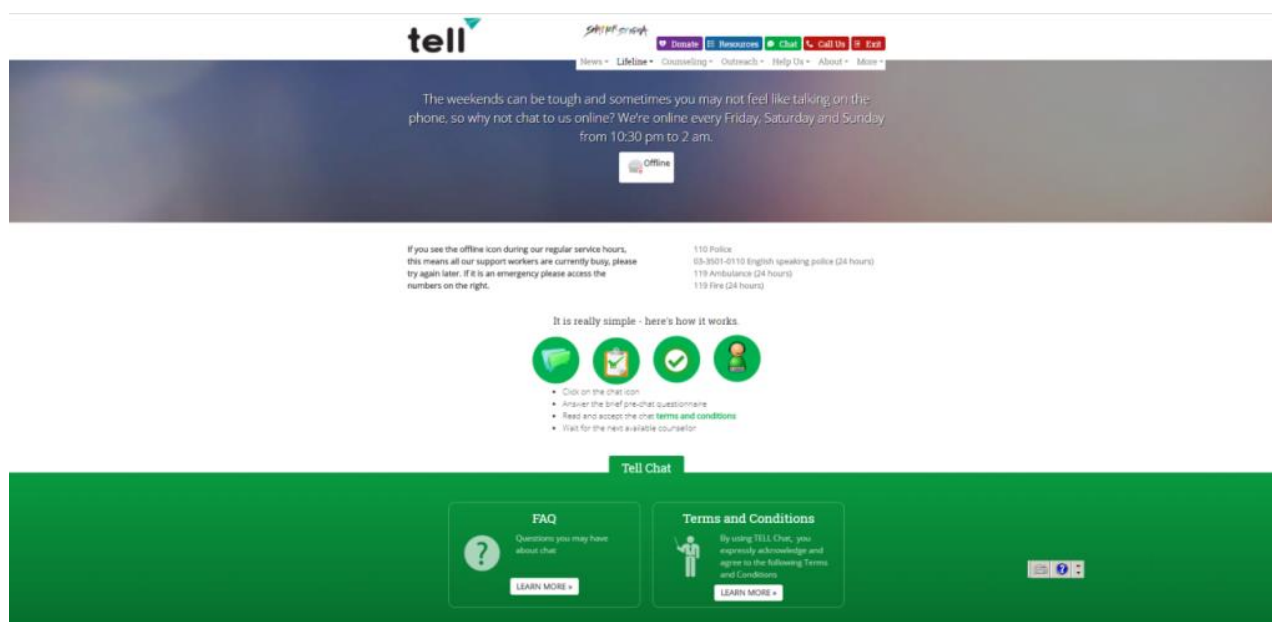 tell
Donate Resources Chat Call Us Exit
News Lifeline Counseling Outreach Help Us About More
The weekends can be tough and sometimes you may not feel like talking on the
phone, so why not chat to us online? We're online every Friday, Saturday and Sunday
from 10:30 pm to 2 am.
Offline
If you see the offline icon during our regular service hours,
this means all our support workers are currently busy, please
try again later. If it is an emergency please access the
numbers on the right.
110 Police
03-3501-0110 English speaking police (24 hours)
119 Ambulance (24 hours)
119 Fire (24 hours)
It is really simple - here's how it works.
Click on the chat icon
Answer the brief pre-chat questionnaire
Read and accept the chat terms and conditions
Wait for the next available counsellor
Tell Chat
FAQ
Questions you may have
about chat
LEARN MORE »
Terms and Conditions
By using TELL Chat, you
expressly acknowledge and
agree to the following Terms
and Conditions
LEARN MORE »